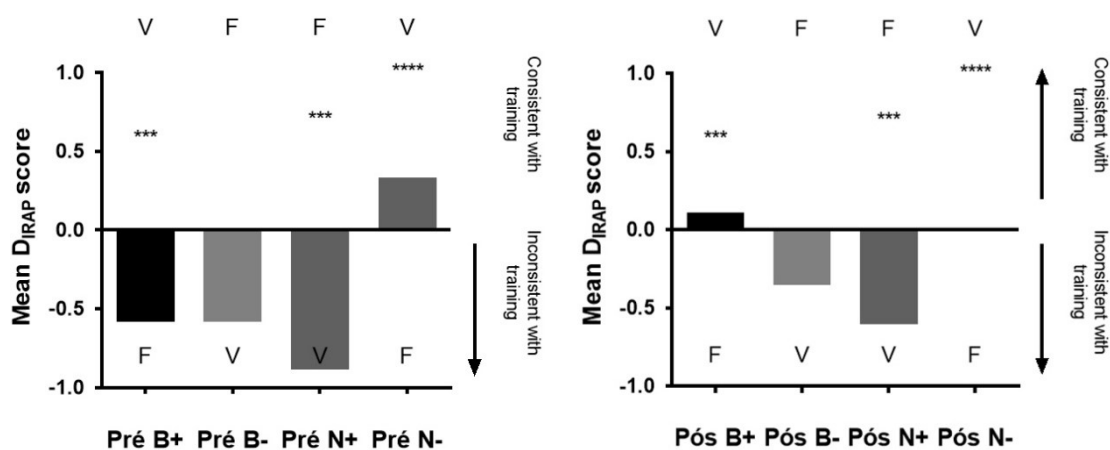 V F F V
****
***
***
1.0
0.5
0.0
-0.5
-1.0
Mean DIRAP score
F V V F
Pré B+ Pré B- Pré N+ Pré N-
Consistent with
training
Inconsistent with
training
V F F V
****
***
***
1.0
0.5
0.0
-0.5
-1.0
Mean DIRAP score
F V V F
Pós B+ Pós B- Pós N+ Pós N-
Consistent with
training
Inconsistent with
training